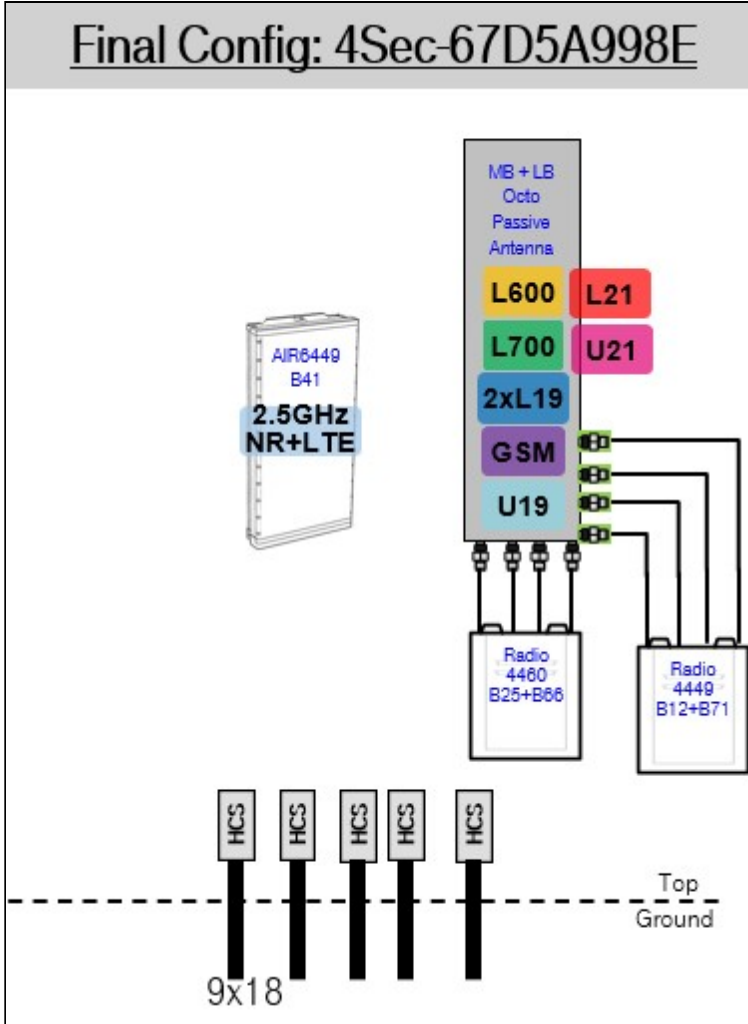 Final Config: 4Sec-67D5A998E
MB + LB
Octo
Passive
Antenna
L600
L21
L700
U21
2xL19
GSM
U19
AIR6449
B41
2.5GHz
NR+LTE
Radio
4460
B25+B66
Radio
4449
B12+B71
HCS
HCS
HCS
HCS
HCS
Top
Ground
9x18